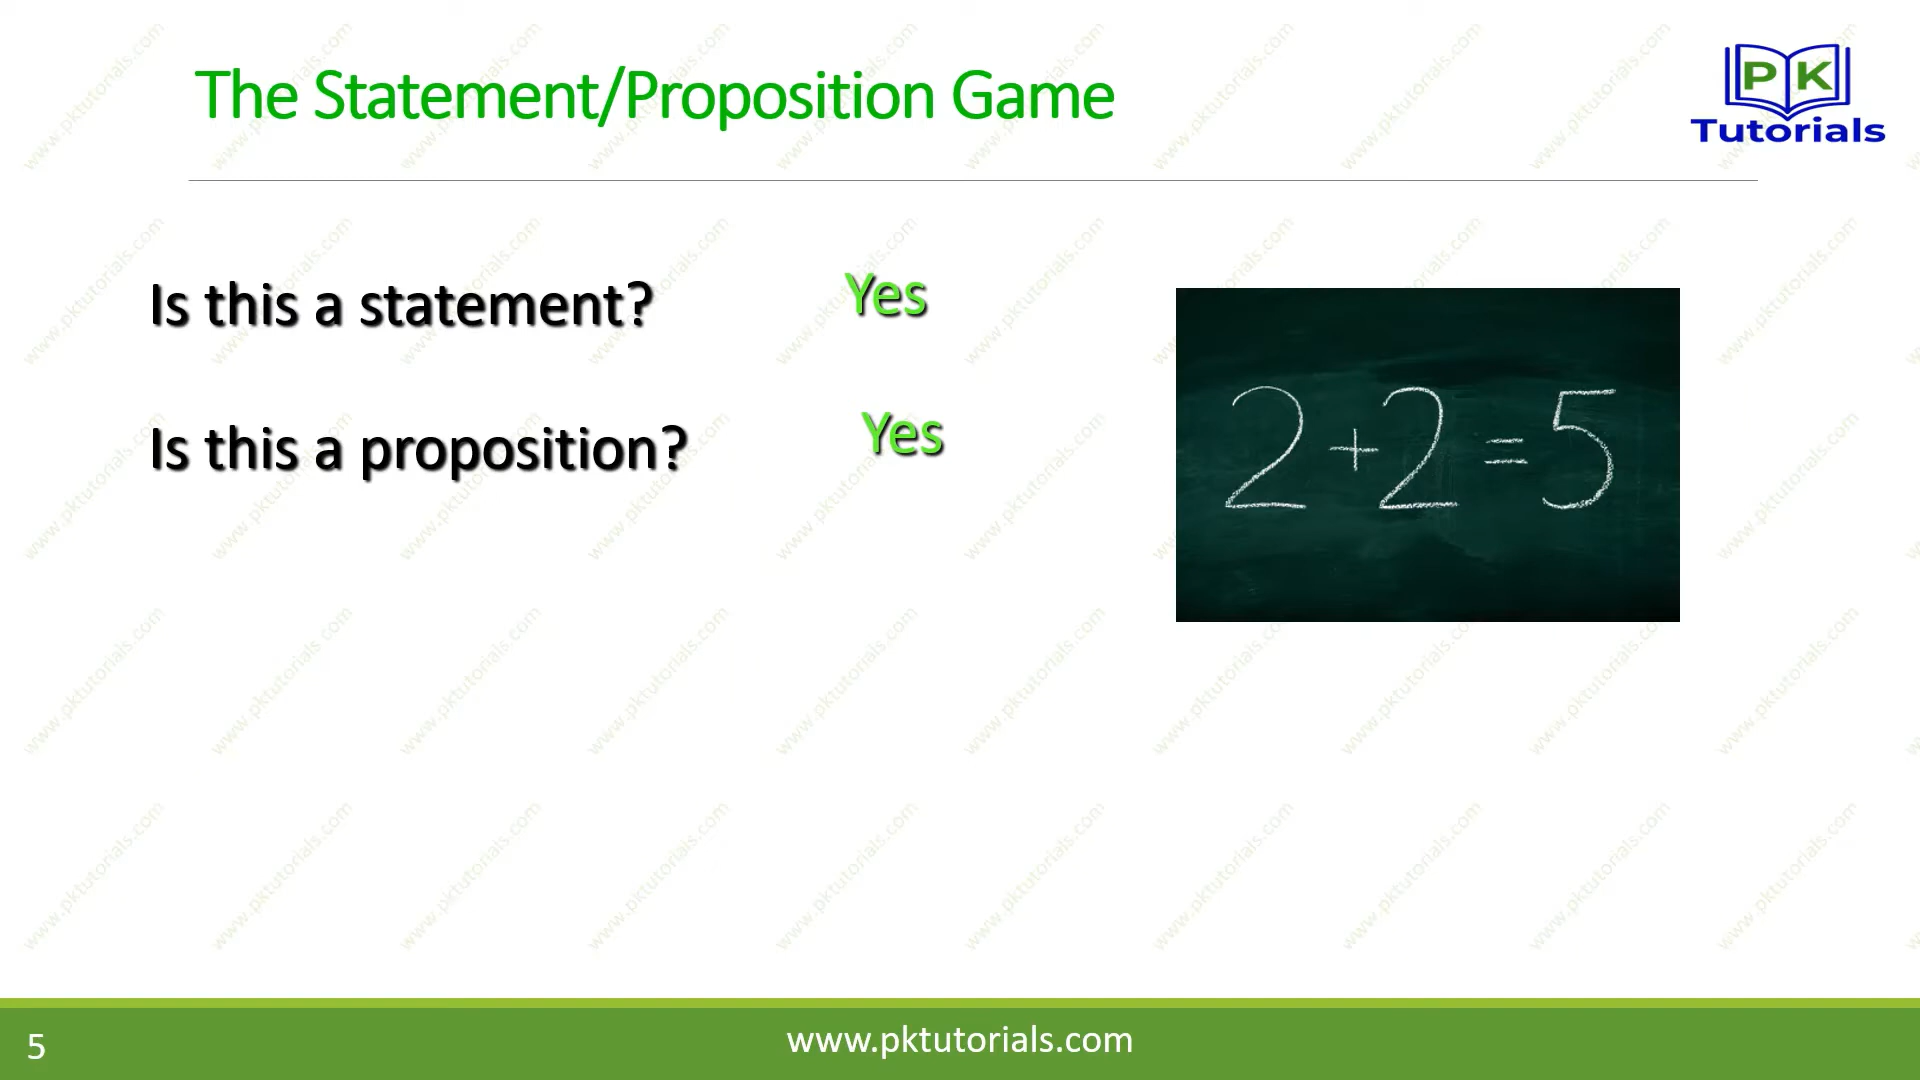 The Statement/Proposition Game
PK
Tutorials
Is this a statement? Yes
Is this a proposition? Yes
2+2=5
5
www.pktutorials.com